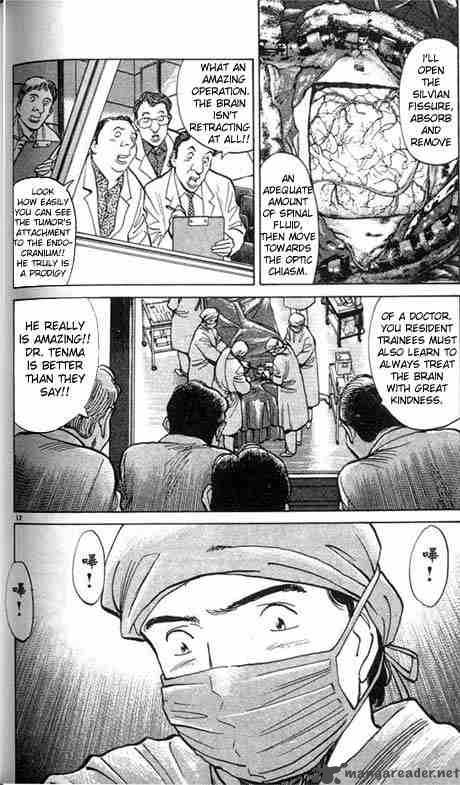 I'LL
OPEN
THE
SILVIAN
FISSURE,
ABSORB
AND
REMOVE
AN
ADEQUATE
AMOUNT
OF SPINAL
FLUID,
THEN MOVE
TOWARDS
THE OPTIC
CHIASM.
WHAT AN
AMAZING
OPERATION.
THE BRAIN
ISN'T
RETRACTING
AT ALL!!
LOOK
HOW EASILY
YOU CAN SEE
THE TUMOR'S
ATTACHMENT
TO THE ENDO-
CRANIUM!!
HE TRULY IS
A PRODIGY
OF A DOCTOR.
YOU RESIDENT
TRAINEES MUST
ALSO LEARN TO
ALWAYS TREAT
THE BRAIN
WITH GREAT
KINDNESS.
HE REALLY
IS AMAZING!!
DR. TENMA
IS BETTER
THAN THEY
SAY!!
12
嗶!
嗶!
mangareader.net